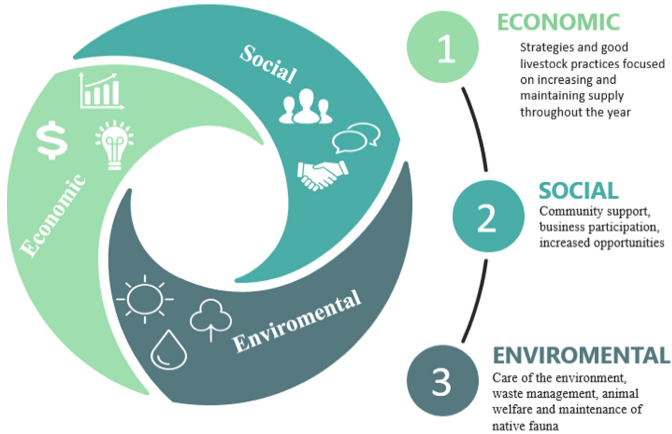 Social
Economic
Enviromental
$
1
ECONOMIC
Strategies and good
livestock practices focused
on increasing and
maintaining supply
throughout the year
2
SOCIAL
Community support,
business participation,
increased opportunities
3
ENVIROMENTAL
Care of the environment,
waste management, animal
welfare and maintenance of
native fauna